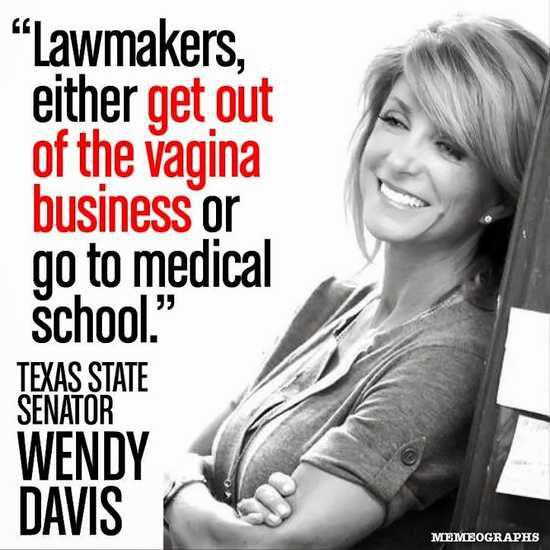 “Lawmakers,
either get out
of the vagina
business or
go to medical
school.”
TEXAS STATE
SENATOR
WENDY
DAVIS
MEMEOGRAPHS